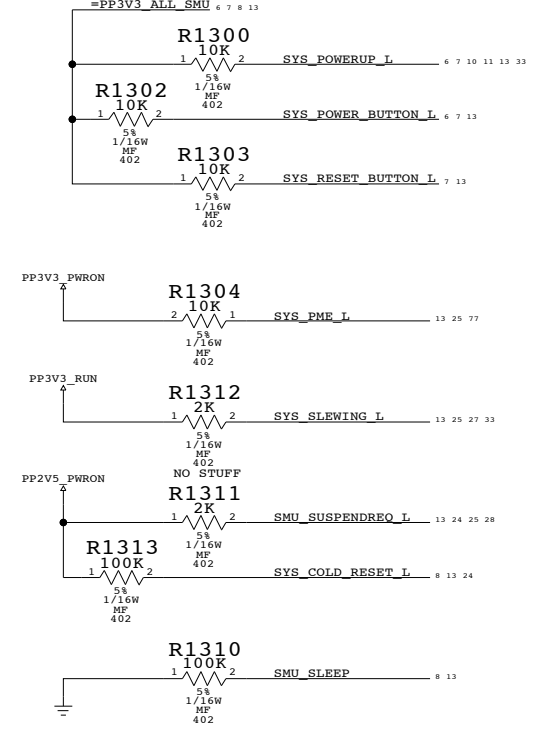 =PP3V3_ALL_SMU 6 7 8 13
R1300
10K
1 2 SYS_POWERUP_L 6 7 10 11 13 33
5%
1/16W
MF
402
R1302
10K
1 2 SYS_POWER_BUTTON_L 6 7 13
5%
1/16W
MF
402
R1303
10K
1 2 SYS_RESET_BUTTON_L 7 13
5%
1/16W
MF
402
PP3V3_PWRON
R1304
10K
2 1 SYS_PME_L 13 25 77
5%
1/16W
MF
402
PP3V3_RUN
R1312
2K
1 2 SYS_SLEWING_L 13 25 27 33
5%
1/16W
MF
402
NO STUFF
PP2V5_PWRON
R1311
2K
1 2 SMU_SUSPENDREQ_L 13 24 25 28
5%
1/16W
MF
402
R1313
100K
1 2 SYS_COLD_RESET_L 8 13 24
5%
1/16W
MF
402
R1310
100K
1 2 SMU_SLEEP 8 13
5%
1/16W
MF
402